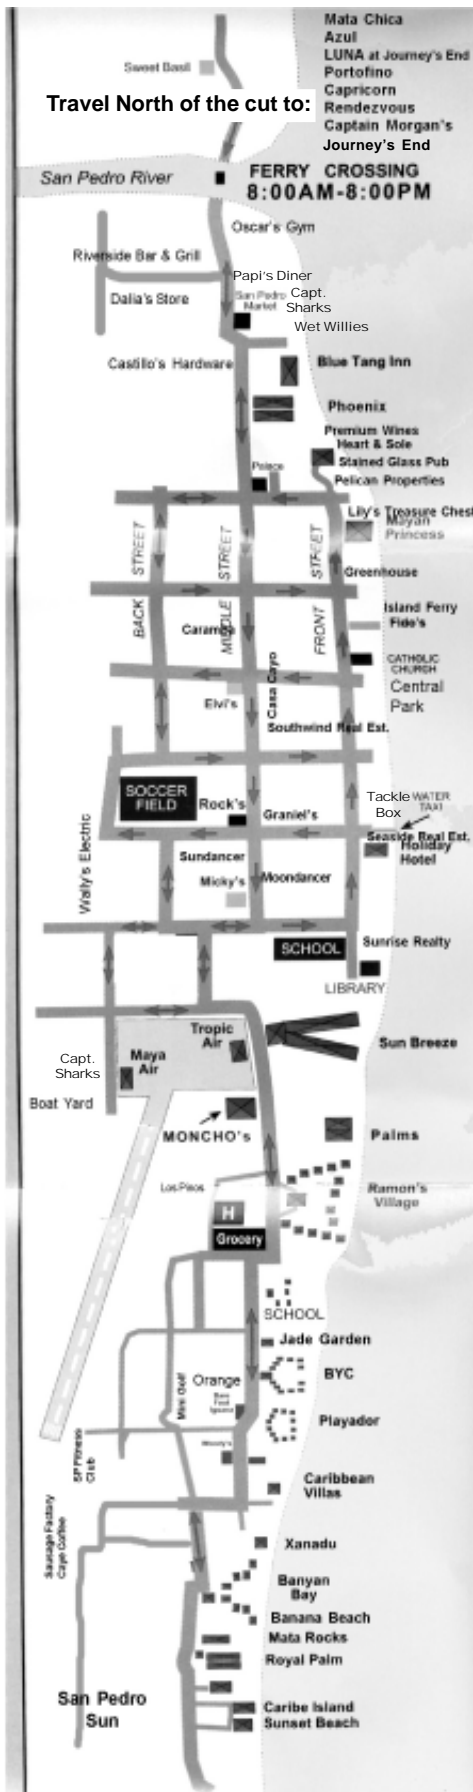 Mata Chica
Azul
LUNA at Journey's End
Portofino
Capricorn
Rendezvous
Captain Morgan's
Journey's End
Sweet Basil
Travel North of the cut to:
San Pedro River
FERRY CROSSING
8:00AM-8:00PM
Oscar's Gym
Riverside Bar & Grill
Dalia's Store
Papi's Diner
San Pedro
Market
Capt.
Sharks
Wet Willies
Castillo's Hardware
Blue Tang Inn
Phoenix
Premium Wines
Heart & Sole
Stained Glass Pub
Pelican Properties
Palace
Lily's Treasure Chest
Mayan
Princess
BACK STREET
MIDDLE STREET
FRONT STREET
Greenhouse
Island Ferry
Fido's
Caramba
CATHOLIC
CHURCH
Central
Park
Elvi's
Casa Cayo
Southwind Real Est.
SOCCER
FIELD
Rock's
Graniel's
Tackle
Box
WATER
TAXI
Seaside Real Est.
Holiday
Hotel
Wally's Electric
Sundancer
Micky's
Moondancer
SCHOOL
Sunrise Realty
LIBRARY
Tropic
Air
Maya
Air
Capt.
Sharks
Boat Yard
Sun Breeze
MONCHO's
Palms
Los Pinos
Ramon's
Village
H
Grocery
SCHOOL
Jade Garden
BYC
Orange
Mini Golf
Playador
Woody's
SP Fitness
Club
Caribbean
Villas
Sausage Factory
Caye Coffee
Xanadu
Banyan
Bay
Banana Beach
Mata Rocks
Royal Palm
San Pedro
Sun
Caribe Island
Sunset Beach